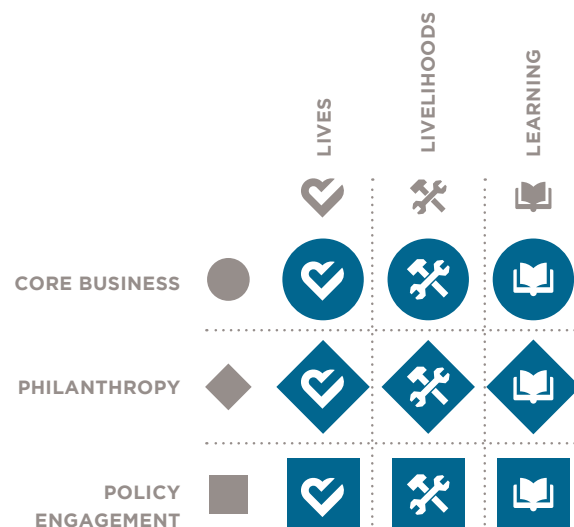 LIVES
LIVELIHOODS
LEARNING
CORE BUSINESS
PHILANTHROPY
POLICY
ENGAGEMENT